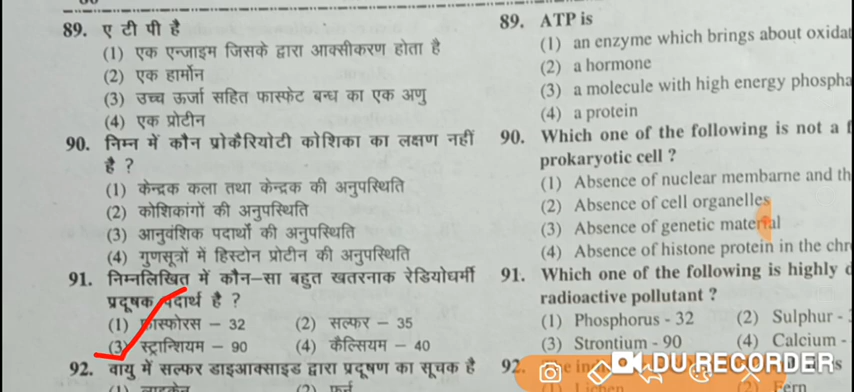 89. ए टी पी है
(1) एक एन्जाइम जिसके द्वारा आक्सीकरण होता है
(2) एक हार्मोन
(3) उच्च ऊर्जा सहित फास्फेट बन्ध का एक अणु
(4) एक प्रोटीन
90. निम्न में कौन प्रोकैरियोटी कोशिका का लक्षण नहीं
है ?
(1) केन्द्रक कला तथा केन्द्रक की अनुपस्थिति
(2) कोशिकांगों की अनुपस्थिति
(3) आनुवंशिक पदार्थों की अनुपस्थिति
(4) गुणसूत्रों में हिस्टोन प्रोटीन की अनुपस्थिति
91. निम्नलिखित में कौन-सा बहुत खतरनाक रेडियोधर्मी
प्रदूषक पदार्थ है ?
(1) फास्फोरस - 32 (2) सल्फर - 35
(3) स्ट्रान्शियम - 90 (4) कैल्सियम - 40
92. वायु में सल्फर डाइआक्साइड द्वारा प्रदूषण का सूचक है
(1) लाइकेन (2) फर्न
89. ATP is
(1) an enzyme which brings about
(2) a hormone
(3) a molecule with high energy
(4) a protein
90. Which one of the following is not a
prokaryotic cell ?
(1) Absence of nuclear membarne and
(2) Absence of cell organelles
(3) Absence of genetic material
(4) Absence of histone protein in the
91. Which one of the following is highly
radioactive pollutant ?
(1) Phosphorus - 32 (2) Sulphur -
(3) Strontium - 90 (4) Calcium -
92.
(2) Fern
DU RECORDER